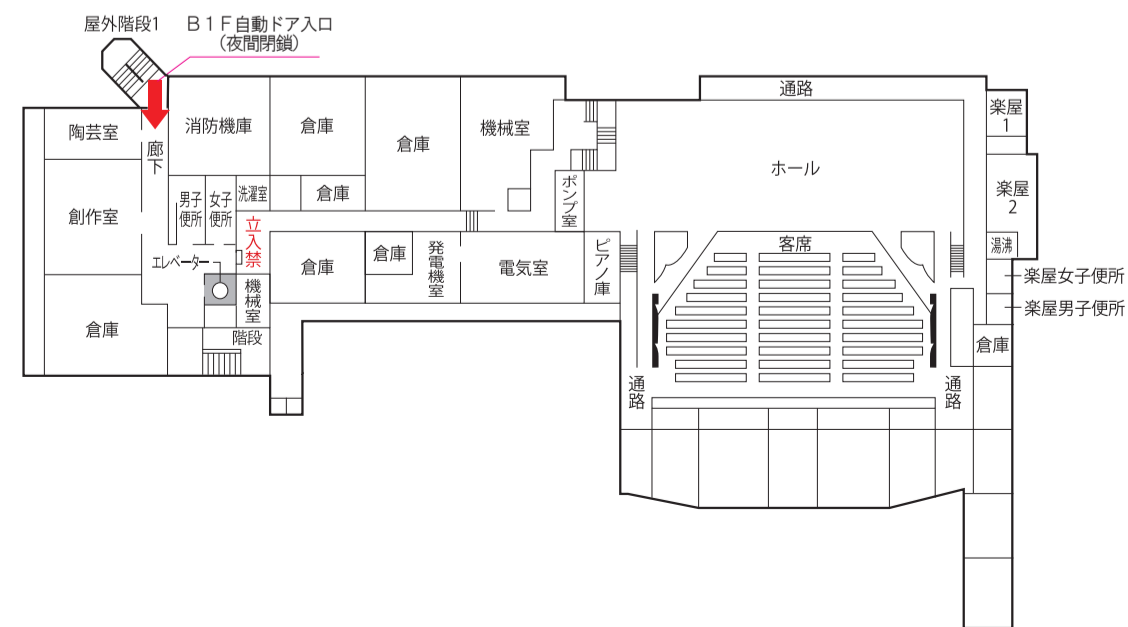 屋外階段1
B1F自動ドア入口
(夜間閉鎖)
通路
楽屋
1
陶芸室
廊下
消防機庫
倉庫
倉庫
機械室
ホール
楽屋
2
創作室
男子
便所
女子
便所
洗濯室
倉庫
ポンプ室
立入禁
エレベーター
倉庫
倉庫
発電機室
電気室
ピアノ庫
客席
湯沸
楽屋女子便所
楽屋男子便所
機械室
倉庫
階段
倉庫
通路
通路